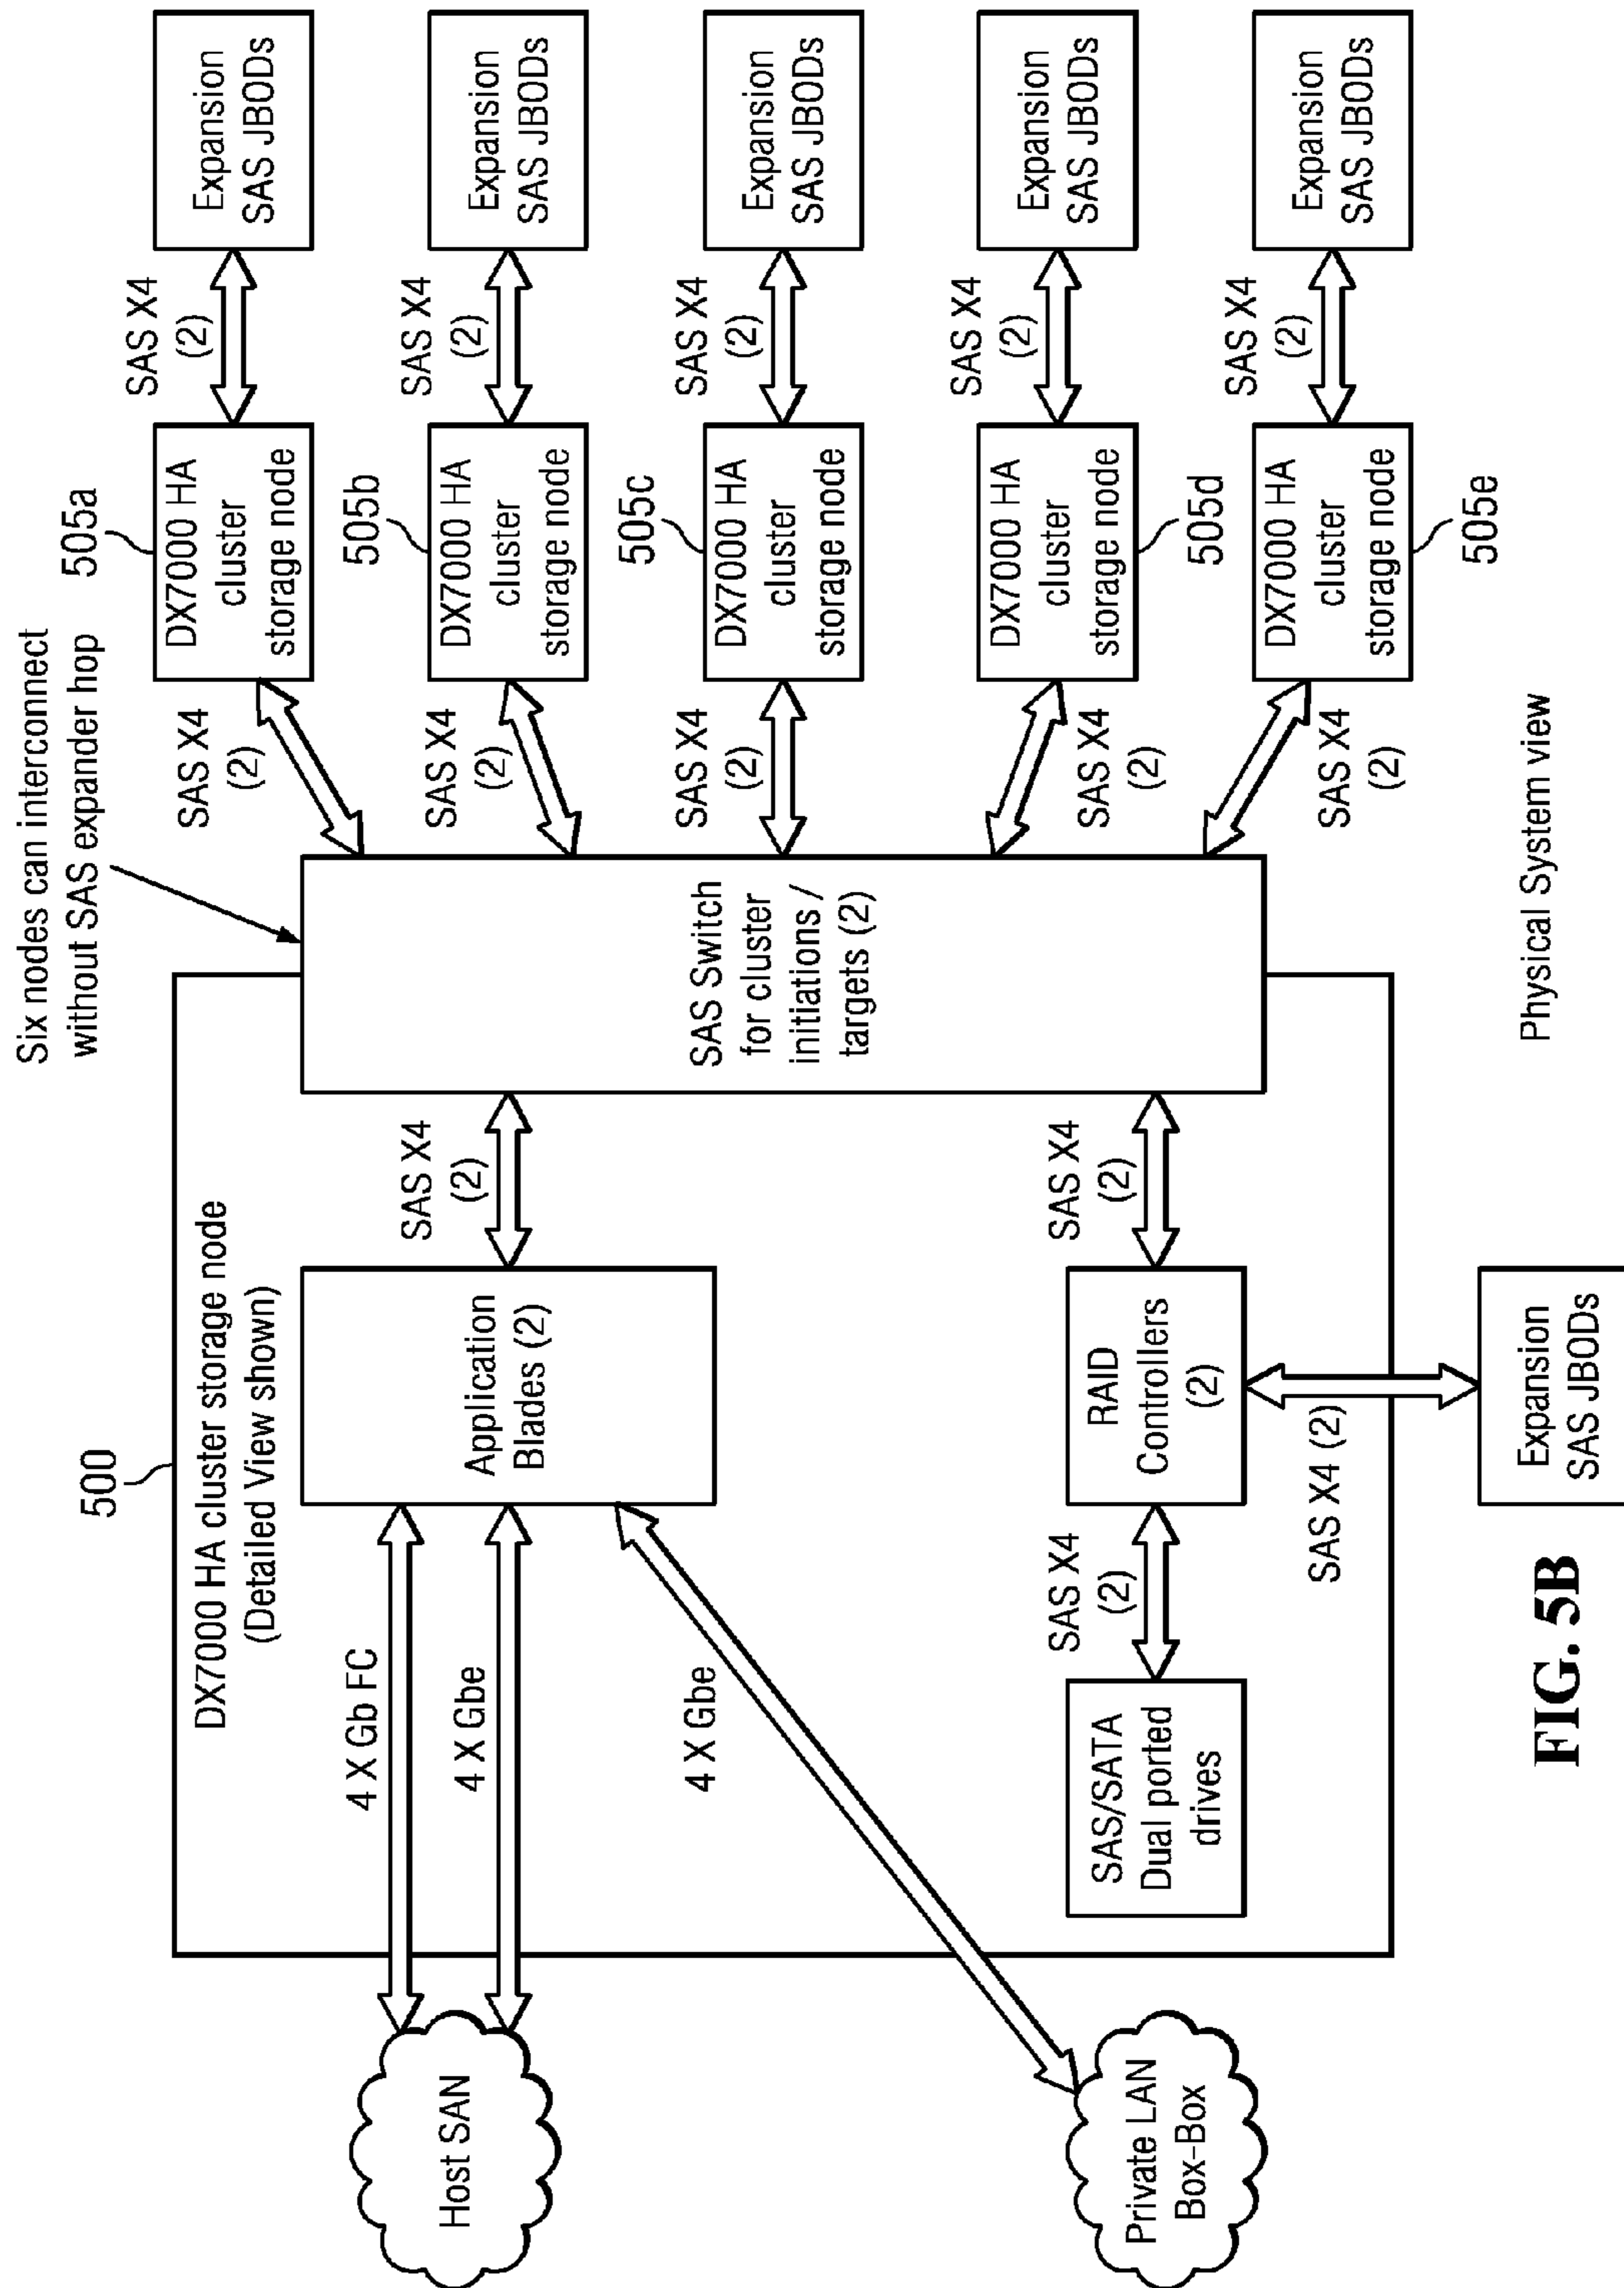 Six nodes can interconnect
without SAS expander hop
500
DX7000 HA cluster storage node
(Detailed View shown)
Host SAN
4 X Gb FC
4 X Gbe
4 X Gbe
Private LAN
Box-Box
Application
Blades (2)
SAS X4
(2)
SAS/SATA
Dual ported
drives
SAS X4
(2)
RAID
Controllers
(2)
SAS X4
(2)
SAS X4 (2)
Expansion
SAS JBODs
SAS Switch
for cluster
initiations /
targets (2)
SAS X4
(2)
505a
DX7000 HA
cluster
storage node
SAS X4
(2)
Expansion
SAS JBODs
SAS X4
(2)
505b
DX7000 HA
cluster
storage node
SAS X4
(2)
Expansion
SAS JBODs
SAS X4
(2)
505c
DX7000 HA
cluster
storage node
SAS X4
(2)
Expansion
SAS JBODs
SAS X4
(2)
505d
DX7000 HA
cluster
storage node
SAS X4
(2)
Expansion
SAS JBODs
SAS X4
(2)
505e
DX7000 HA
cluster
storage node
SAS X4
(2)
Expansion
SAS JBODs
Physical System view
FIG. 5B